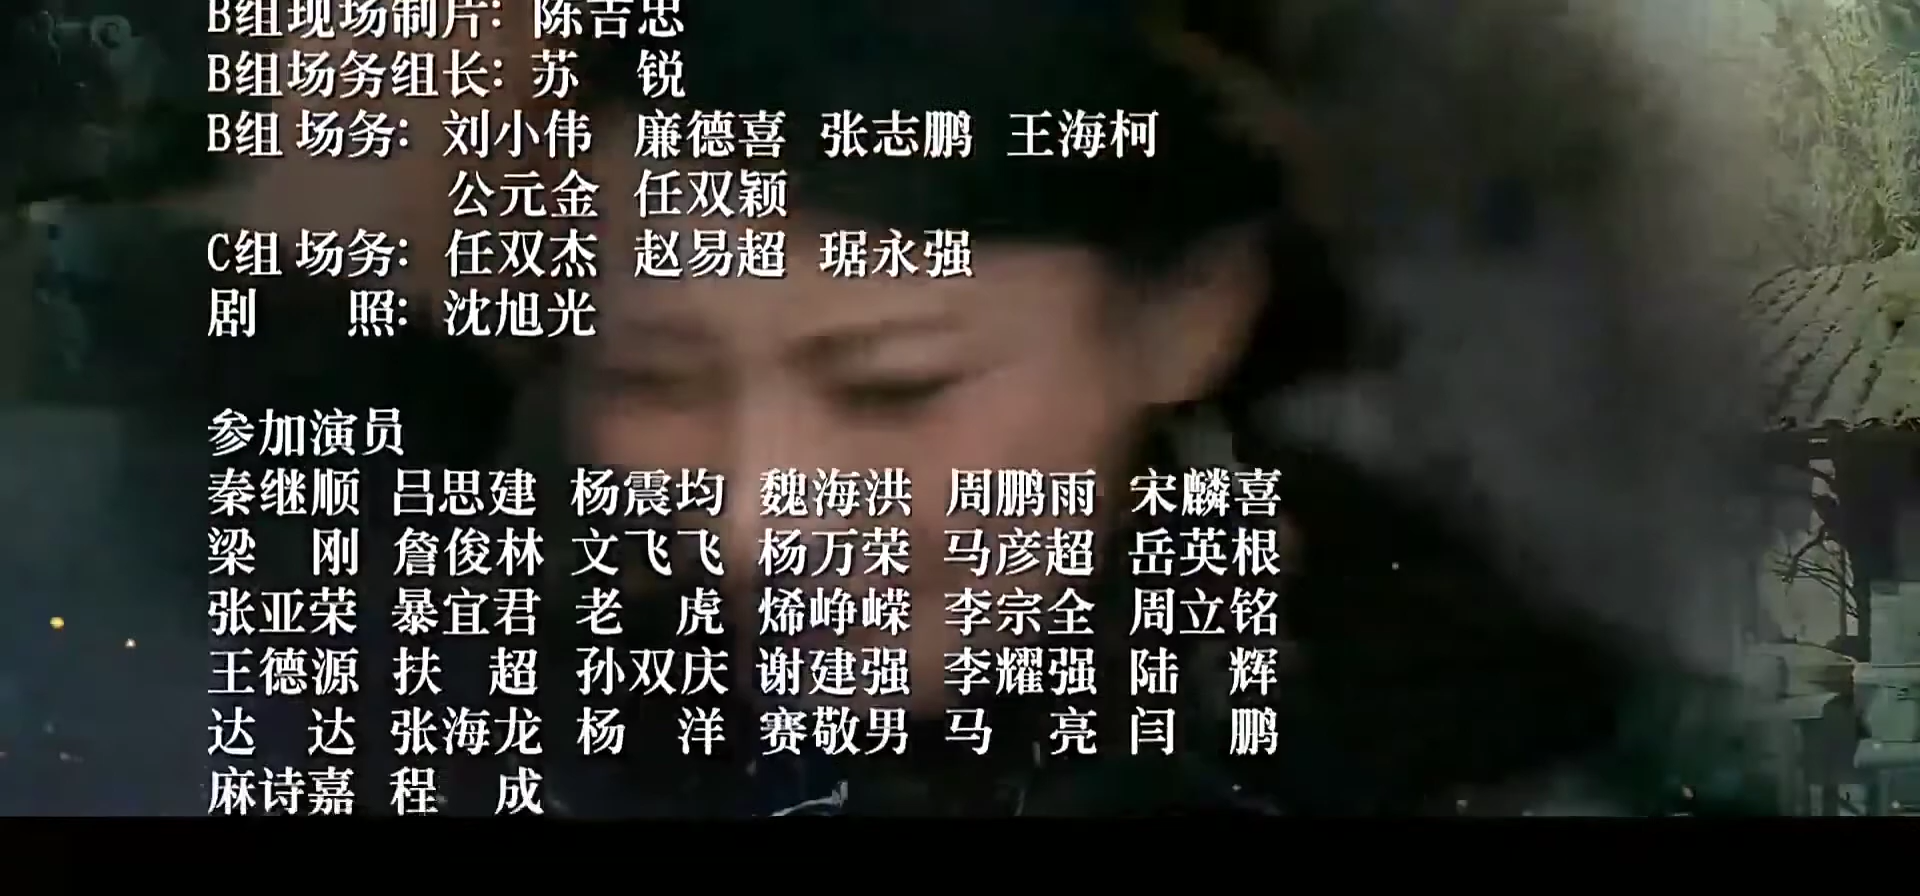 B组现场制片：陈吉忠
B组场务组长：苏　锐
B组 场务：刘小伟 廉德喜 张志鹏 王海柯
公元金 任双颖
C组 场务：任双杰 赵易超 琚永强
剧　照：沈旭光
参加演员
秦继顺 吕思建 杨震均 魏海洪 周鹏雨 宋麟喜
梁　刚 詹俊林 文飞飞 杨万荣 马彦超 岳英根
张亚荣 暴宜君 老　虎 烯峥嵘 李宗全 周立铭
王德源 扶　超 孙双庆 谢建强 李耀强 陆　辉
达　达 张海龙 杨　洋 赛敬男 马　亮 闫　鹏
麻诗嘉 程　成